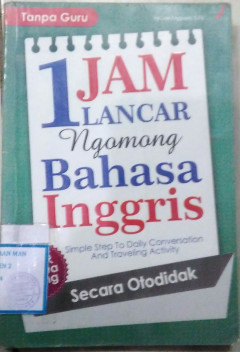 Tanpa Guru
1 JAM
LANCAR
Ngomong
Bahasa
Inggris
Simple Step To Daily Conversation
And Traveling Activity
Secara Otodidak